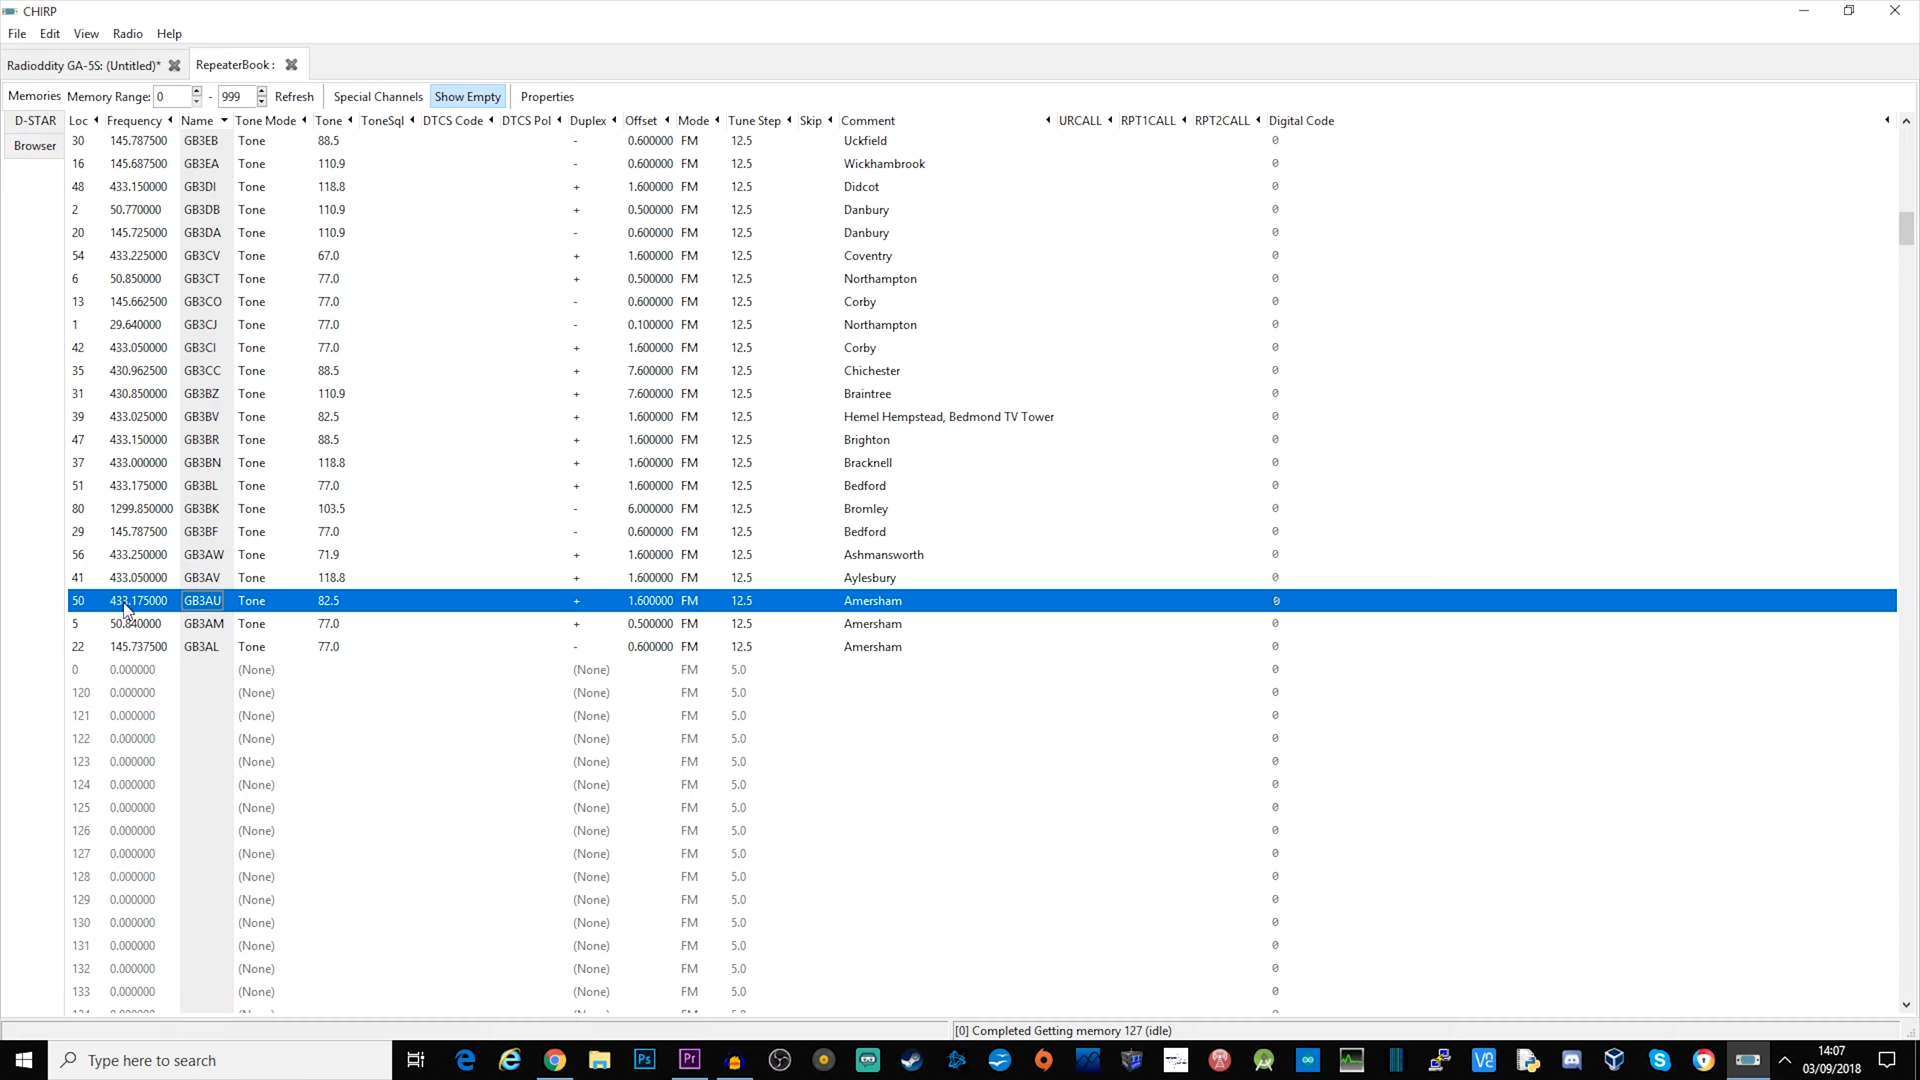 CHIRP
File Edit View Radio Help
Radioddity GA-5S: (Untitled)* RepeaterBook :
Memories Memory Range: 0 - 999 Refresh Special Channels Show Empty Properties
D-STAR
Browser
Loc Frequency Name Tone Mode Tone ToneSql DTCS Code DTCS Pol Duplex Offset Mode Tune Step Skip Comment URCALL RPT1CALL RPT2CALL Digital Code
30 145.787500 GB3EB Tone 88.5 - 0.600000 FM 12.5 Uckfield 0
16 145.687500 GB3EA Tone 110.9 - 0.600000 FM 12.5 Wickhambrook 0
48 433.150000 GB3DI Tone 118.8 + 1.600000 FM 12.5 Didcot 0
2 50.770000 GB3DB Tone 110.9 + 0.500000 FM 12.5 Danbury 0
20 145.725000 GB3DA Tone 110.9 - 0.600000 FM 12.5 Danbury 0
54 433.225000 GB3CV Tone 67.0 + 1.600000 FM 12.5 Coventry 0
6 50.850000 GB3CT Tone 77.0 + 0.500000 FM 12.5 Northampton 0
13 145.662500 GB3CO Tone 77.0 - 0.600000 FM 12.5 Corby 0
1 29.640000 GB3CJ Tone 77.0 - 0.100000 FM 12.5 Northampton 0
42 433.050000 GB3CI Tone 77.0 + 1.600000 FM 12.5 Corby 0
35 430.962500 GB3CC Tone 88.5 + 7.600000 FM 12.5 Chichester 0
31 430.850000 GB3BZ Tone 110.9 + 7.600000 FM 12.5 Braintree 0
39 433.025000 GB3BV Tone 82.5 + 1.600000 FM 12.5 Hemel Hempstead, Bedmond TV Tower 0
47 433.150000 GB3BR Tone 88.5 + 1.600000 FM 12.5 Brighton 0
37 433.000000 GB3BN Tone 118.8 + 1.600000 FM 12.5 Bracknell 0
51 433.175000 GB3BL Tone 77.0 + 1.600000 FM 12.5 Bedford 0
80 1299.850000 GB3BK Tone 103.5 - 6.000000 FM 12.5 Bromley 0
29 145.787500 GB3BF Tone 77.0 - 0.600000 FM 12.5 Bedford 0
56 433.250000 GB3AW Tone 71.9 + 1.600000 FM 12.5 Ashmansworth 0
41 433.050000 GB3AV Tone 118.8 + 1.600000 FM 12.5 Aylesbury 0
50 433.175000 GB3AU Tone 82.5 + 1.600000 FM 12.5 Amersham 0
5 50.840000 GB3AM Tone 77.0 + 0.500000 FM 12.5 Amersham 0
22 145.737500 GB3AL Tone 77.0 - 0.600000 FM 12.5 Amersham 0
0 0.000000 (None) (None) FM 5.0 0
120 0.000000 (None) (None) FM 5.0 0
121 0.000000 (None) (None) FM 5.0 0
122 0.000000 (None) (None) FM 5.0 0
123 0.000000 (None) (None) FM 5.0 0
124 0.000000 (None) (None) FM 5.0 0
125 0.000000 (None) (None) FM 5.0 0
126 0.000000 (None) (None) FM 5.0 0
127 0.000000 (None) (None) FM 5.0 0
128 0.000000 (None) (None) FM 5.0 0
129 0.000000 (None) (None) FM 5.0 0
130 0.000000 (None) (None) FM 5.0 0
131 0.000000 (None) (None) FM 5.0 0
132 0.000000 (None) (None) FM 5.0 0
133 0.000000 (None) (None) FM 5.0 0
[0] Completed Getting memory 127 (idle)
Type here to search
Ps Pr
14:07
03/09/2018